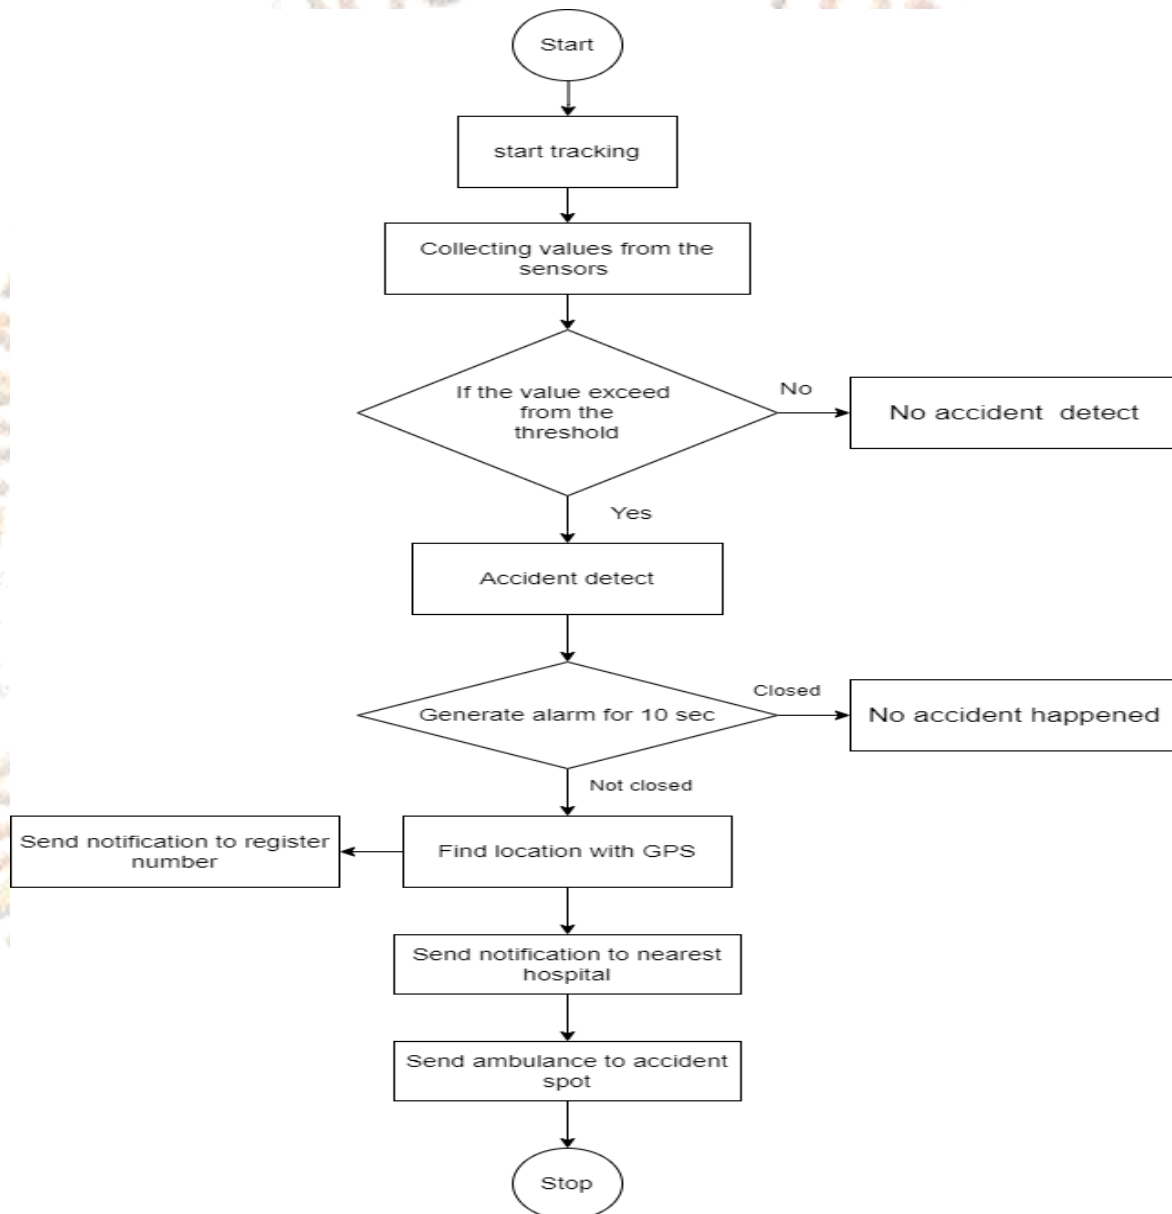 Start
start tracking
Collecting values from the
sensors
If the value exceed
from the
threshold
No
No accident  detect
Yes
Accident detect
Generate alarm for 10 sec
Closed
No accident happened
Not closed
Send notification to register
number
Find location with GPS
Send notification to nearest
hospital
Send ambulance to accident
spot
Stop